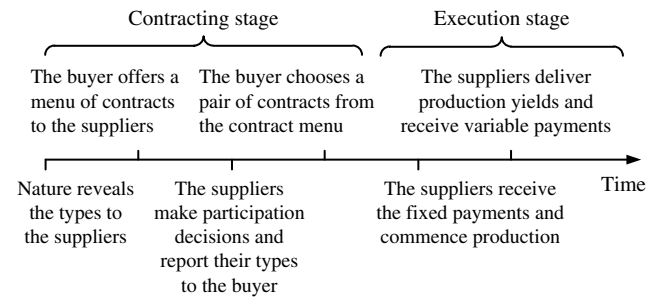 Contracting stage
Execution stage
The buyer offers a
menu of contracts
to the suppliers
The buyer chooses a
pair of contracts from
the contract menu
The suppliers deliver
production yields and
receive variable payments
Time
Nature reveals
the types to
the suppliers
The suppliers
make participation
decisions and
report their types
to the buyer
The suppliers receive
the fixed payments and
commence production